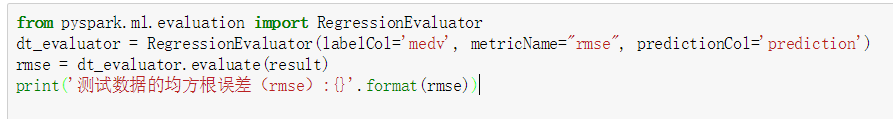 from pyspark.ml.evaluation import RegressionEvaluator
dt_evaluator = RegressionEvaluator(labelCol='medv', metricName="rmse", predictionCol='prediction')
rmse = dt_evaluator.evaluate(result)
print('测试数据的均方根误差（rmse）:{}'.format(rmse))